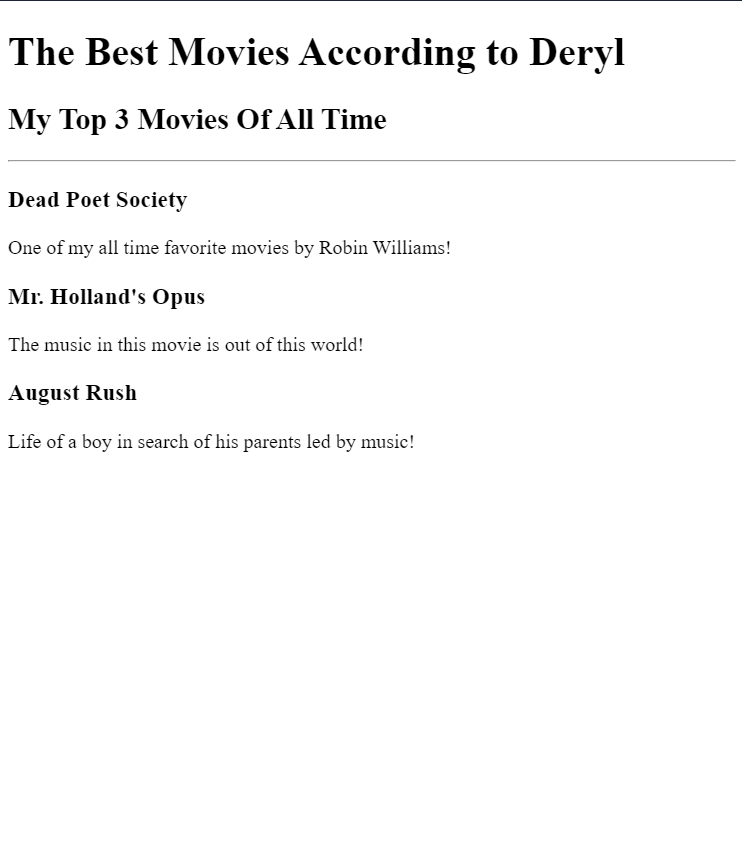 The Best Movies According to Deryl
My Top 3 Movies Of All Time
Dead Poet Society
One of my all time favorite movies by Robin Williams!
Mr. Holland's Opus
The music in this movie is out of this world!
August Rush
Life of a boy in search of his parents led by music!